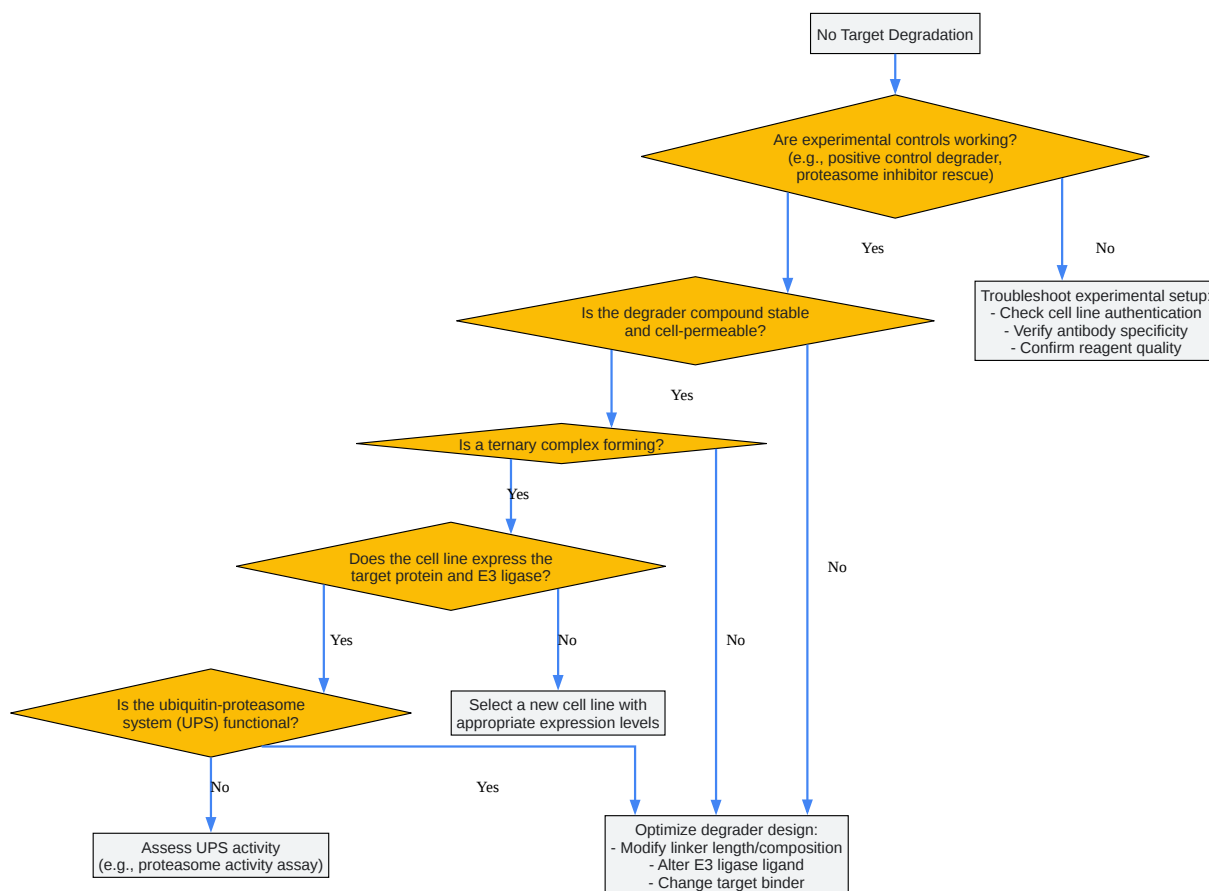 No Target Degradation
Are experimental controls working?
(e.g., positive control degrader,
proteasome inhibitor rescue)
Yes
No
Is the degrader compound stable
and cell-permeable?
Troubleshoot experimental setup:
- Check cell line authentication
- Verify antibody specificity
- Confirm reagent quality
Yes
Is a ternary complex forming?
Yes
Does the cell line express the
target protein and E3 ligase?
No
Yes
No
No
Is the ubiquitin-proteasome
system (UPS) functional?
Select a new cell line with
appropriate expression levels
No
Yes
Assess UPS activity
(e.g., proteasome activity assay)
Optimize degrader design:
- Modify linker length/composition
- Alter E3 ligase ligand
- Change target binder